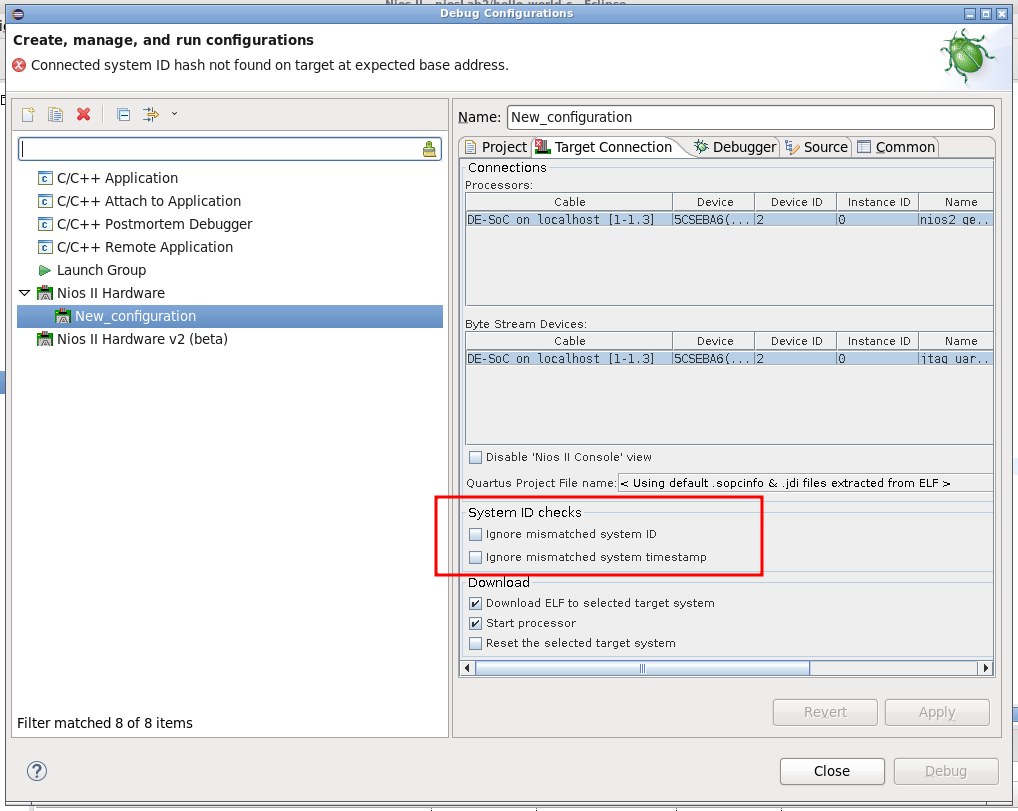 Debug Configurations
Create, manage, and run configurations
Connected system ID hash not found on target at expected base address.
Name: New_configuration
Project Target Connection Debugger Source Common
C/C++ Application
C/C++ Attach to Application
C/C++ Postmortem Debugger
C/C++ Remote Application
Launch Group
Nios II Hardware
New_configuration
Nios II Hardware v2 (beta)
Filter matched 8 of 8 items
Connections
Processors:
Cable Device Device ID Instance ID Name
DE-SoC on localhost [1-1.3] 5CSEBA6(... 2 0 nios2_qe..
Byte Stream Devices:
Cable Device Device ID Instance ID Name
DE-SoC on localhost [1-1.3] 5CSEBA6(... 2 0 jtag_uar..
Disable 'Nios II Console' view
Quartus Project File name: < Using default .sopcinfo & .jdi files extracted from ELF >
System ID checks
Ignore mismatched system ID
Ignore mismatched system timestamp
Download
Download ELF to selected target system
Start processor
Reset the selected target system
Revert Apply
Close Debug